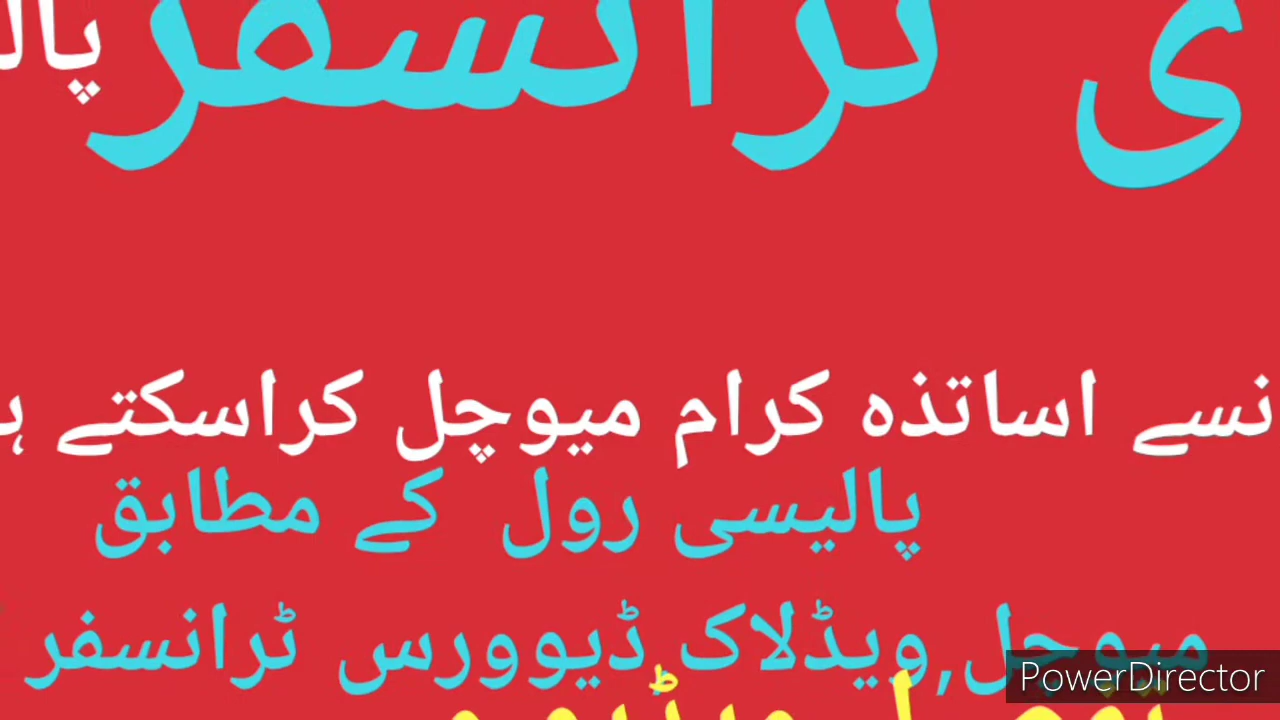 ی ٹرانسفر
نسے اساتذہ کرام میوچل کراسکتے
پالیسی رول کے مطابق
میوچل,ویڈلاک ڈیوورس ٹرانسفر
PowerDirector